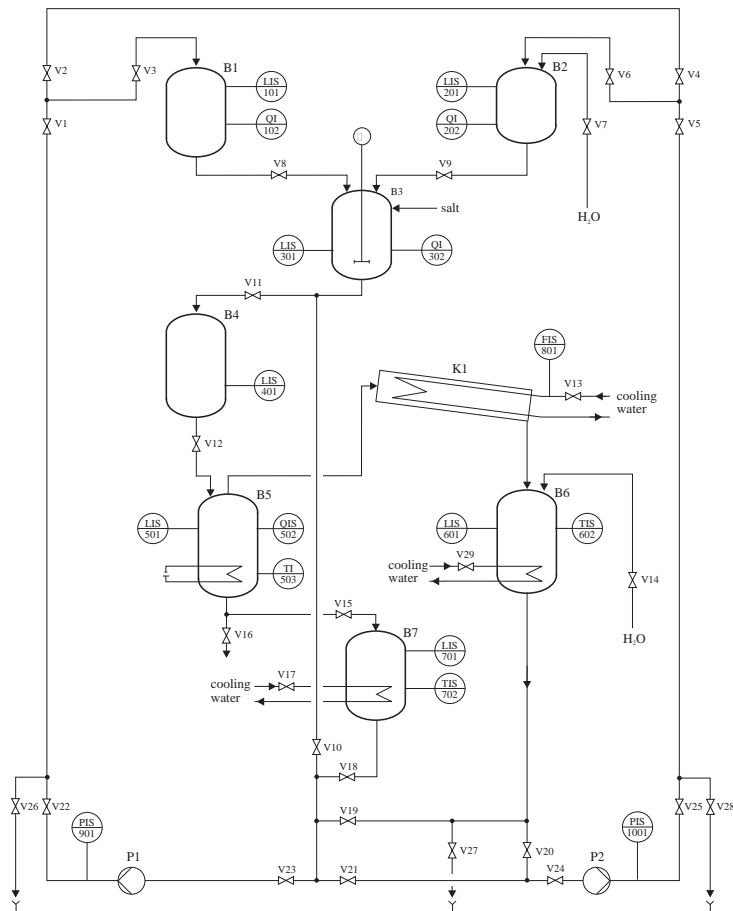 V2
V3
B1
LIS
101
QI
102
V1
V8
LIS
201
B2
QI
202
V6
V4
V7
V5
V9
H₂O
B3
salt
LIS
301
QI
302
V11
B4
LIS
401
V12
FIS
801
K1
V13
cooling
water
B5
LIS
501
QIS
502
TI
503
B6
LIS
601
TIS
602
cooling
water
V29
V14
H₂O
V16
V15
B7
LIS
701
TIS
702
cooling
water
V17
V10
V18
V26
V22
PIS
901
P1
V23
V19
V21
V27
V20
V24
P2
PIS
1001
V25
V28